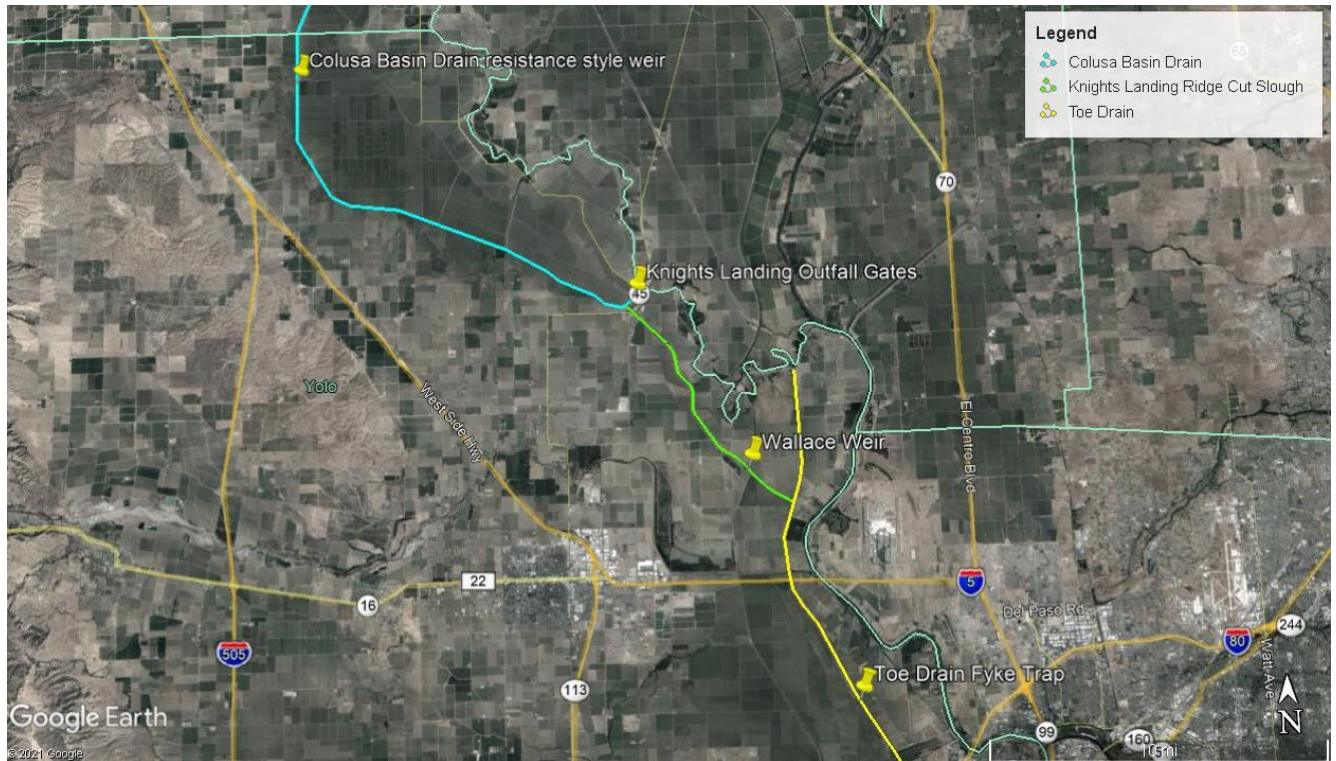 Legend
Colusa Basin Drain
Knights Landing Ridge Cut Slough
Toe Drain
65
Colusa Basin Drain resistance style weir
70
Knights Landing Outfall Gates
45
Yolo
West Side Hwy
El Centro Blvd
Wallace Weir
22
16
5
Del Paso Rd
505
113
80
244
Watt Ave
Toe Drain Fyke Trap
Google Earth
N
99
160
10mi
© 2021 Google